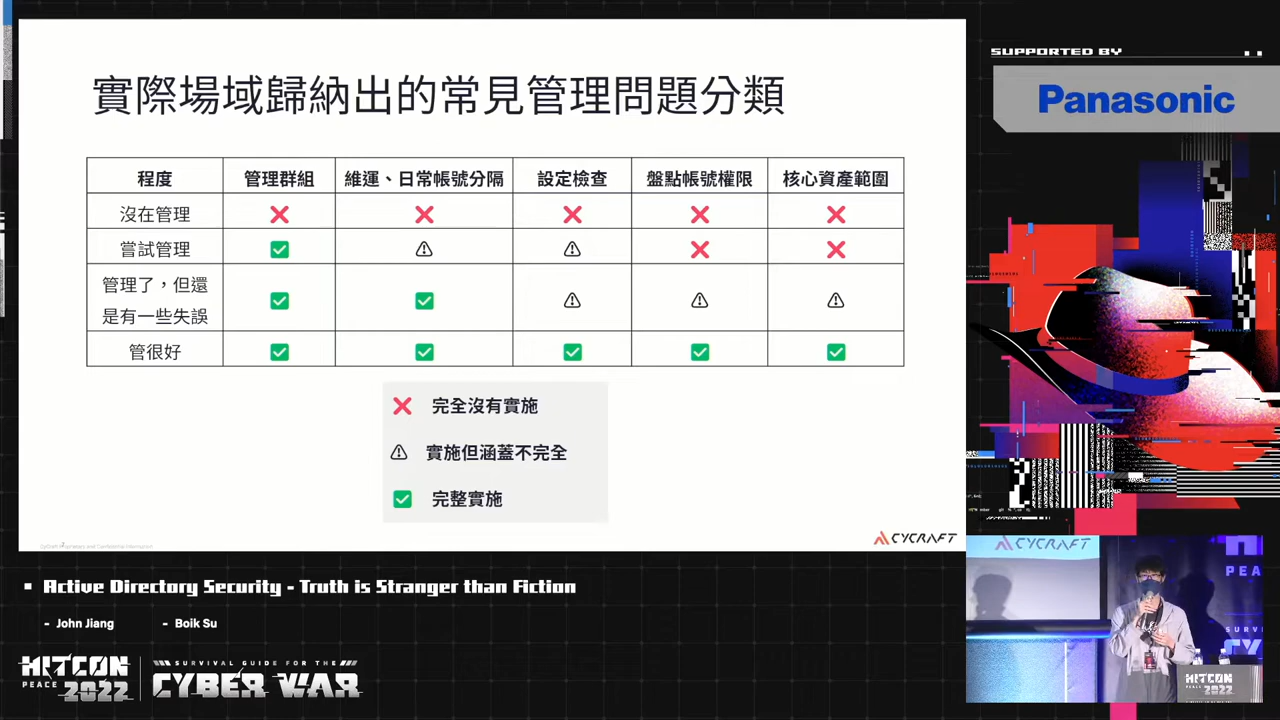 實際場域歸納出的常見管理問題分類
程度 管理群組 維運、日常帳號分隔 設定檢查 盤點帳號權限 核心資產範圍
沒在管理
嘗試管理
管理了，但還
是有一些失誤
管很好
完全沒有實施
實施但涵蓋不完全
完整實施
CYCRAFT
SUPPORTED BY
Panasonic
Active Directory Security - Truth is Stranger than Fiction
- John Jiang - Boik Su
HITCON
PEACE 2022
SURVIVAL GUIDE FOR THE
CYBER WAR
CYCRAFT
PEA
HITCON
PEACE 2022